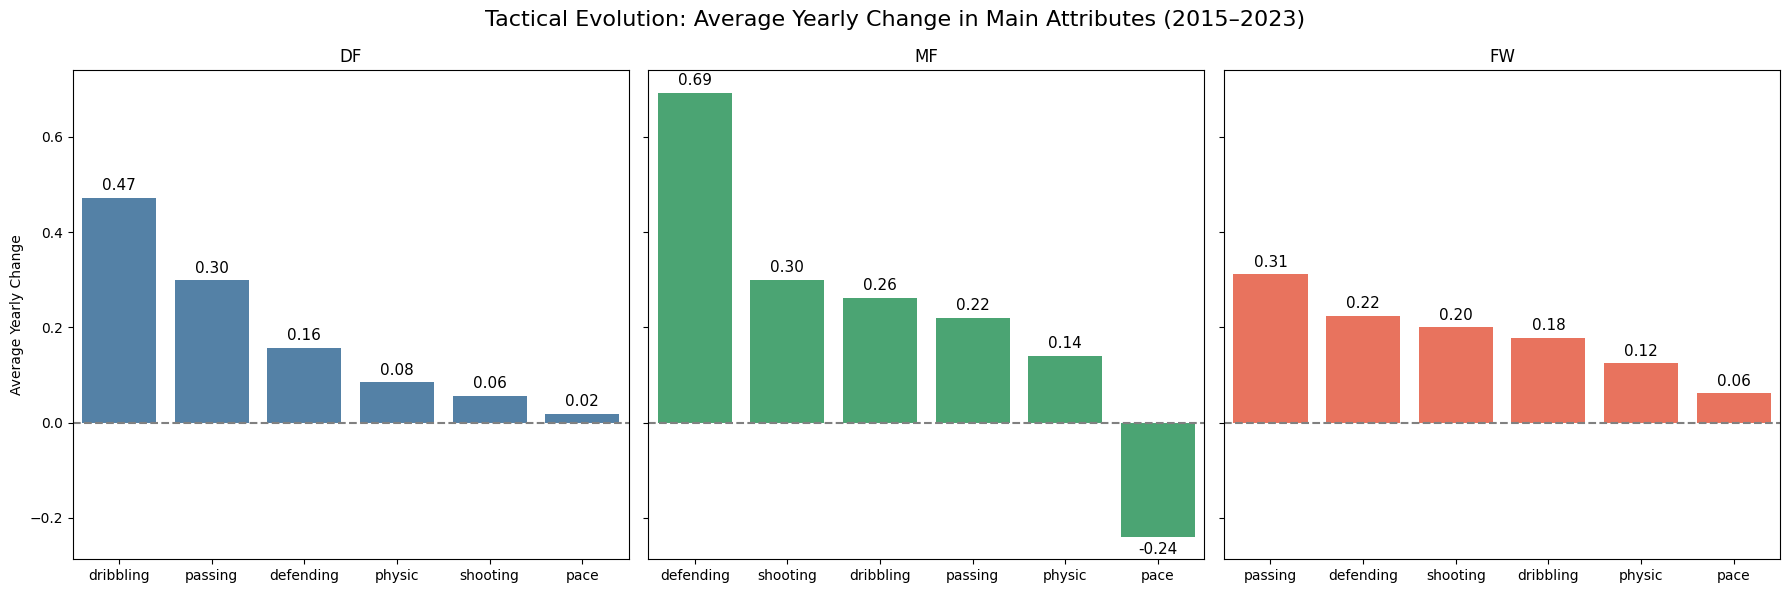 Tactical Evolution: Average Yearly Change in Main Attributes (2015–2023)
DF
MF
FW
Average Yearly Change
0.6
0.4
0.2
0.0
−0.2
0.47
0.30
0.16
0.08
0.06
0.02
dribbling passing defending physic shooting pace
0.69
0.30
0.26
0.22
0.14
-0.24
defending shooting dribbling passing physic pace
0.31
0.22
0.20
0.18
0.12
0.06
passing defending shooting dribbling physic pace